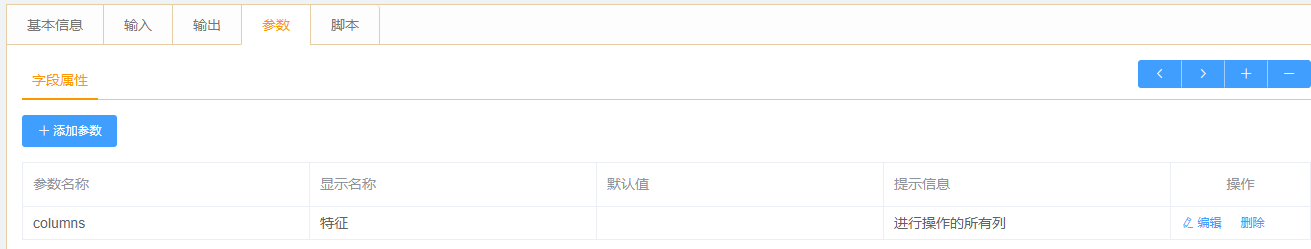 基本信息 输入 输出 参数 脚本
字段属性
添加参数
参数名称 显示名称 默认值 提示信息 操作
columns 特征 进行操作的所有列 编辑 删除